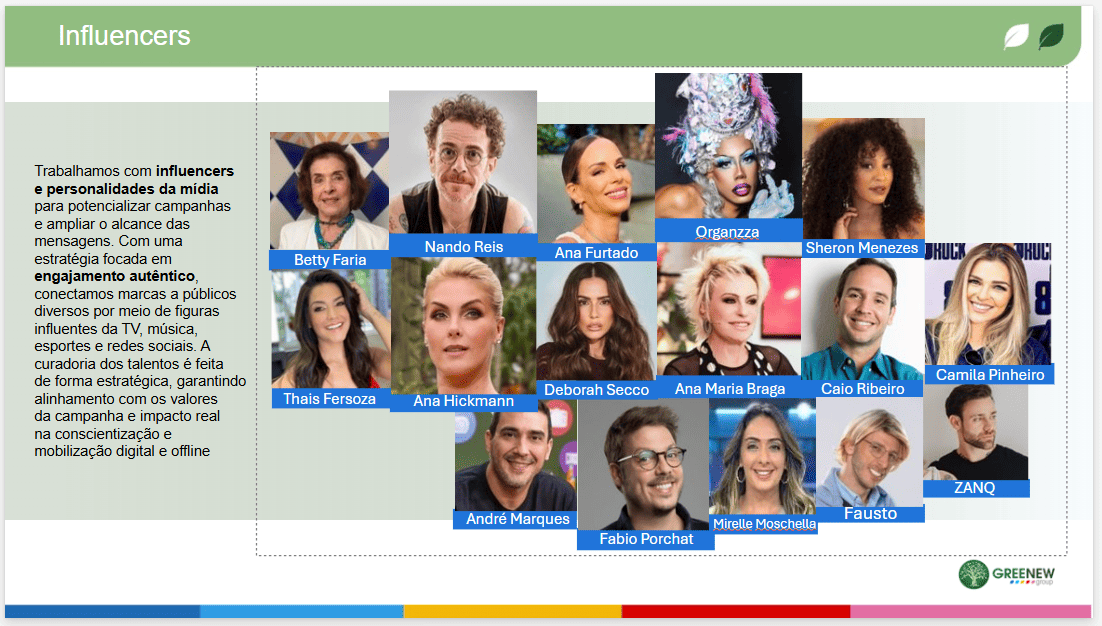 Influencers
Trabalhamos com influencers
e personalidades da mídia
para potencializar campanhas
e ampliar o alcance das
mensagens. Com uma
estratégia focada em
engajamento autêntico,
conectamos marcas a públicos
diversos por meio de figuras
influentes da TV, música,
esportes e redes sociais. A
curadoria dos talentos é feita
de forma estratégica, garantindo
alinhamento com os valores
da campanha e impacto real
na conscientização e
mobilização digital e offline
Betty Faria
Nando Reis
Ana Furtado
Organzza
Sheron Menezes
Thais Fersoza
Ana Hickmann
Deborah Secco
Ana Maria Braga
Caio Ribeiro
Camila Pinheiro
André Marques
Fabio Porchat
Mirelle Moschella
Fausto
ZANQ
GREENEW
group